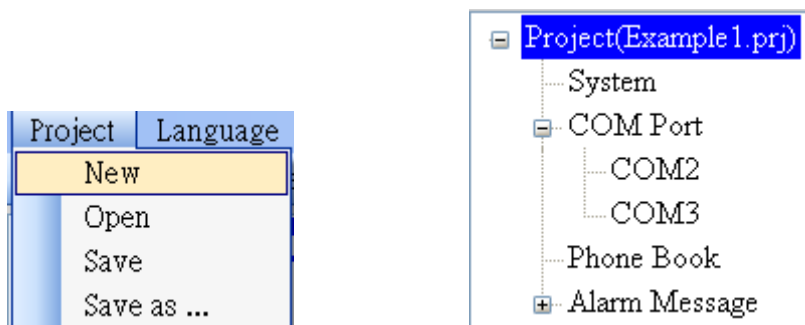 Project Language
New
Open
Save
Save as ...
Project(Example1.prj)
System
COM Port
COM2
COM3
Phone Book
Alarm Message